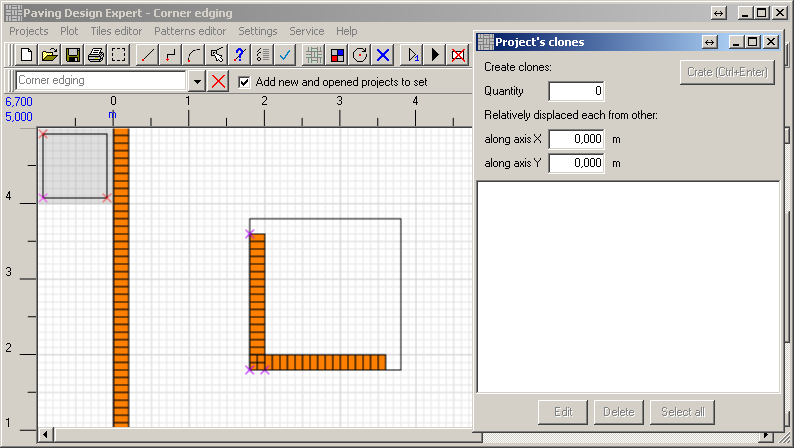 Paving Design Expert - Corner edging
Projects Plot Tiles editor Patterns editor Settings Service Help
Corner edging
Add new and opened projects to set
6,700
5,000
m
0 1 2 3 4
4
3
2
1
Project's clones
Create clones:
Crate (Ctrl+Enter)
Quantity 0
Relatively displaced each from other:
along axis X 0,000 m
along axis Y 0,000 m
Edit Delete Select all